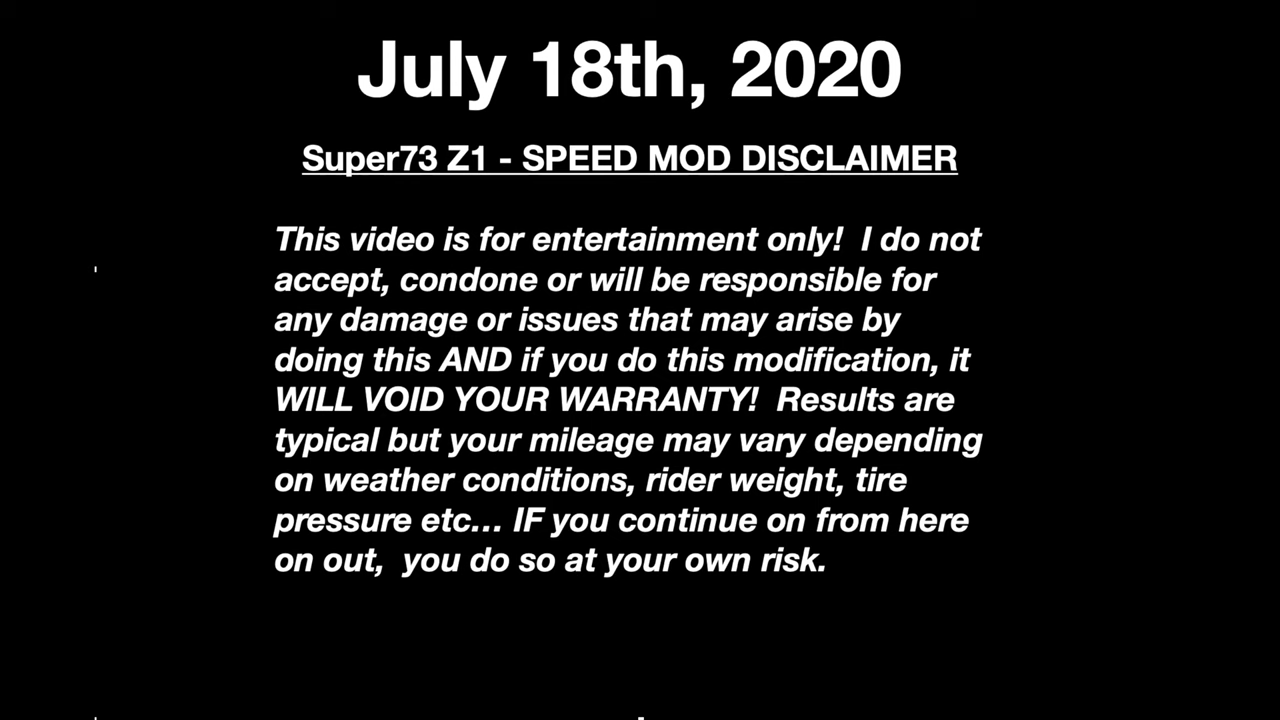 July 18th, 2020
Super73 Z1 - SPEED MOD DISCLAIMER
This video is for entertainment only!  I do not
accept, condone or will be responsible for
any damage or issues that may arise by
doing this AND if you do this modification, it
WILL VOID YOUR WARRANTY!  Results are
typical but your mileage may vary depending
on weather conditions, rider weight, tire
pressure etc... IF you continue on from here
on out,  you do so at your own risk.